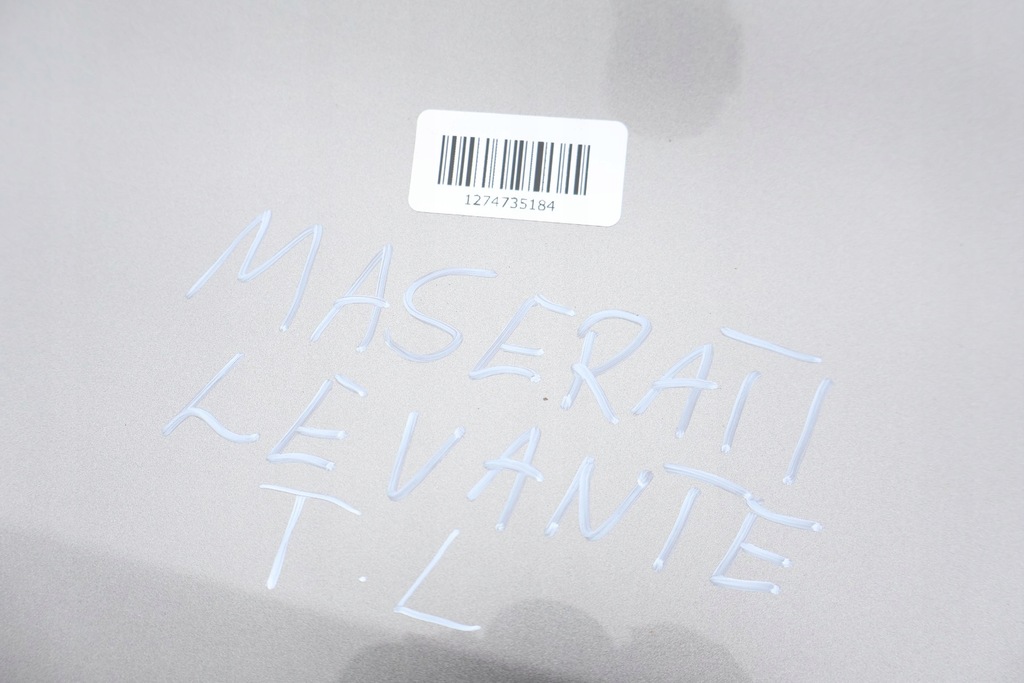 1274735184
MASERATI
LEVANTE
T.L